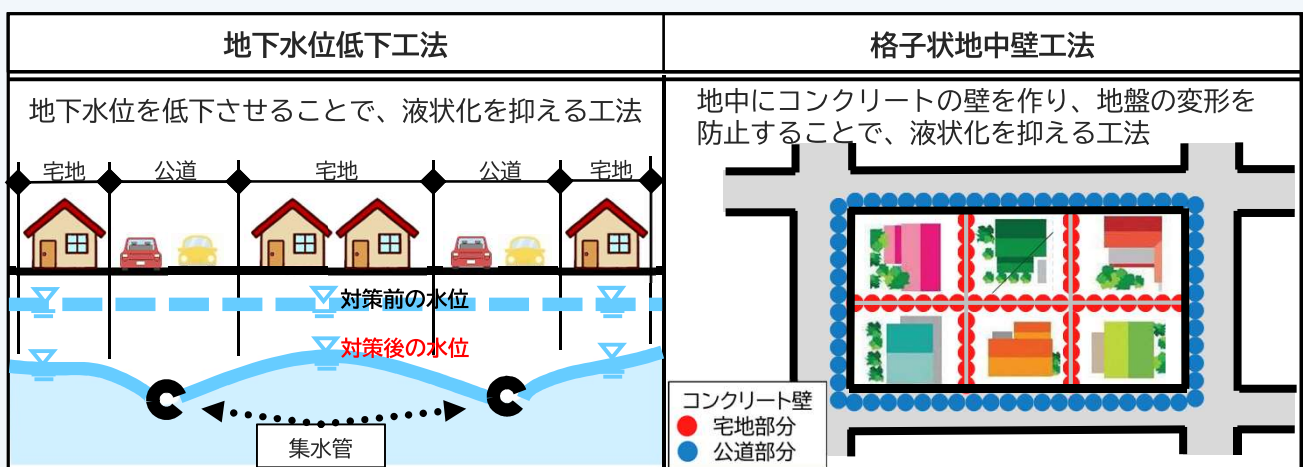 地下水位低下工法
地下水位を低下させることで、液状化を抑える工法
宅地 公道 宅地 公道 宅地
対策前の水位
対策後の水位
集水管
格子状地中壁工法
地中にコンクリートの壁を作り、地盤の変形を
防止することで、液状化を抑える工法
コンクリート壁
宅地部分
公道部分